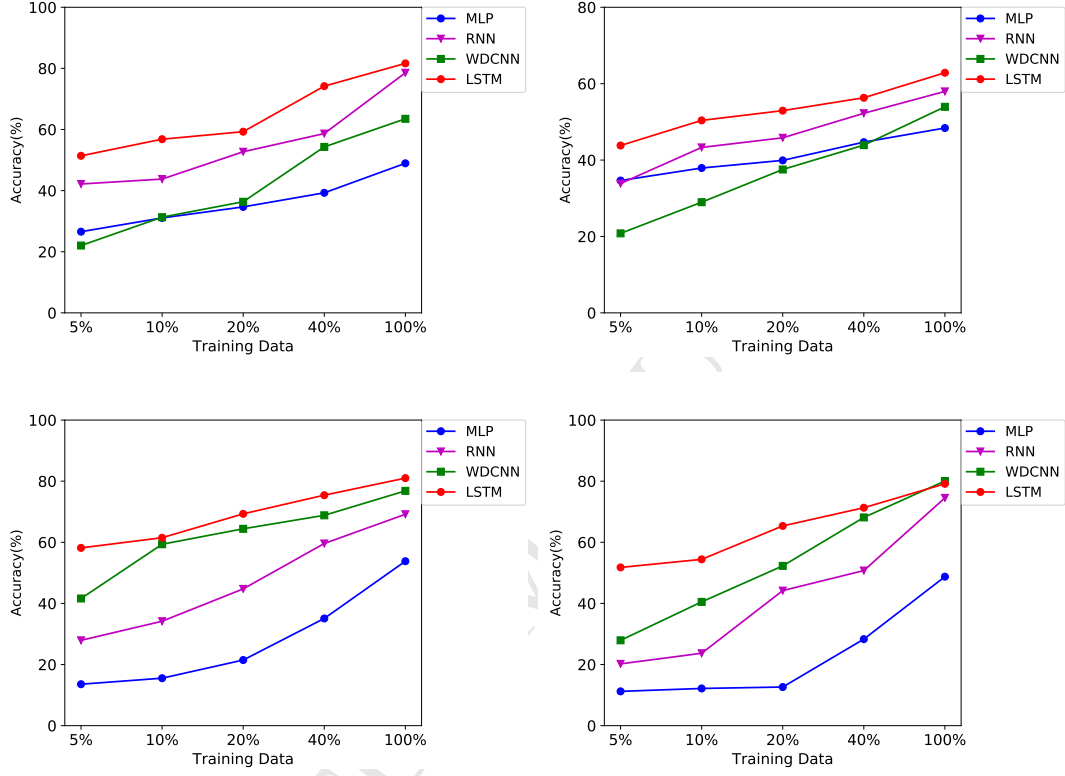 100
80
60
40
20
0
Accuracy(%)
5% 10% 20% 40% 100%
Training Data
MLP
RNN
WDCNN
LSTM
80
60
40
20
0
Accuracy(%)
5% 10% 20% 40% 100%
Training Data
MLP
RNN
WDCNN
LSTM
100
80
60
40
20
0
Accuracy(%)
5% 10% 20% 40% 100%
Training Data
MLP
RNN
WDCNN
LSTM
100
80
60
40
20
0
Accuracy(%)
5% 10% 20% 40% 100%
Training Data
MLP
RNN
WDCNN
LSTM